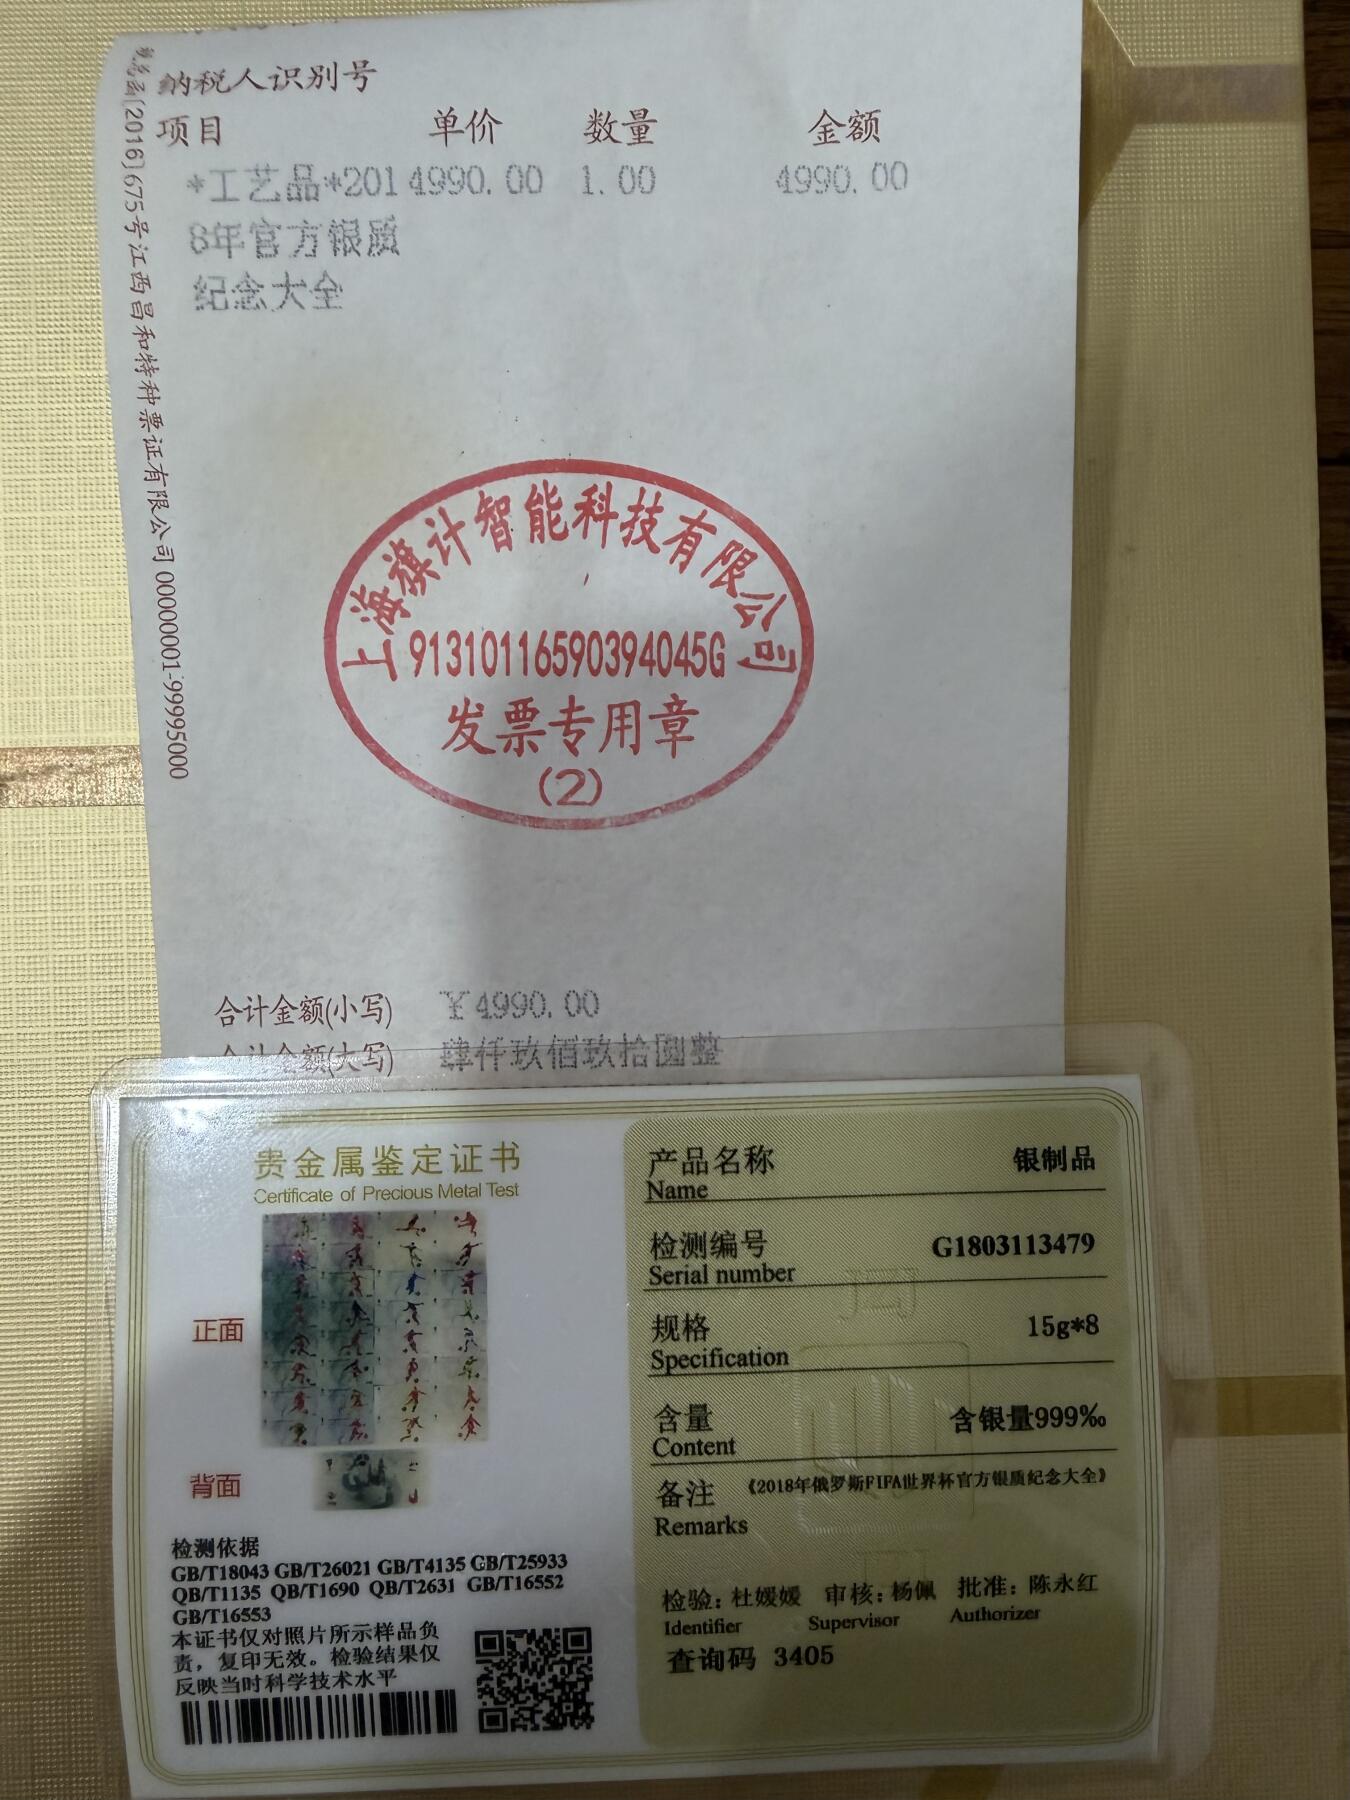 纳税人识别号
项目 单价 数量 金额
*工艺品*201 4990.00 1.00 4990.00
8年官方银质
纪念大全
[2016]675号江西昌和特种票证有限公司 00000001-99995000
上海旗计智能科技有限公司
91310116590394045G
发票专用章
(2)
合计金额(小写) ¥4990.00
合计金额(大写) 肆仟玖佰玖拾圆整
贵金属鉴定证书
Certificate of Precious Metal Test
正面
背面
检测依据
GB/T18043 GB/T26021 GB/T4135 GB/T25933
QB/T1135 QB/T1690 QB/T2631 GB/T16552
GB/T16553
本证书仅对照片所示样品负
责，复印无效。检验结果仅
反映当时科学技术水平
产品名称 银制品
Name
检测编号 G1803113479
Serial number
规格 15g*8
Specification
含量 含银量999‰
Content
备注 《2018年俄罗斯FIFA世界杯官方银质纪念大全》
Remarks
检验：杜媛媛 审核：杨佩 批准：陈永红
Identifier Supervisor Authorizer
查询码 3405